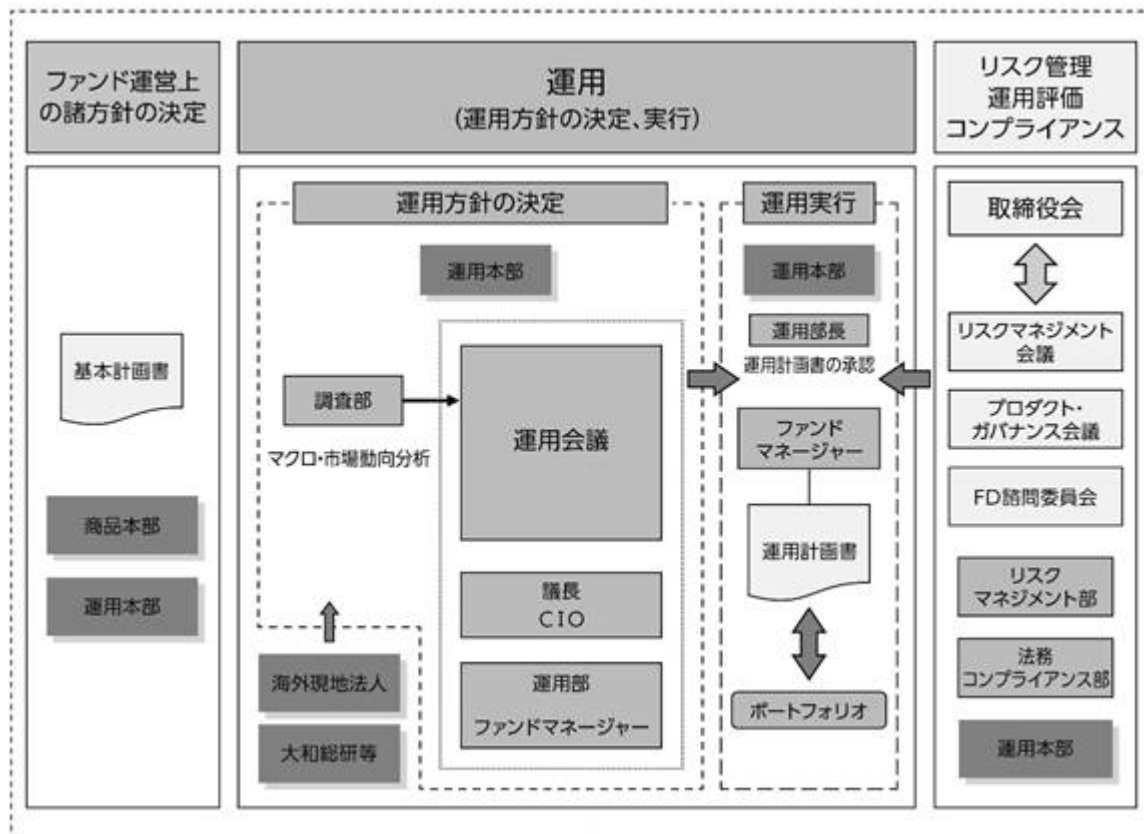 ファンド運営上
の諸方針の決定
運用
(運用方針の決定、実行)
リスク管理
運用評価
コンプライアンス
基本計画書
商品本部
運用本部
運用方針の決定
運用本部
調査部
マクロ・市場動向分析
運用会議
議長
CIO
運用部
ファンドマネージャー
海外現地法人
大和総研等
運用実行
運用本部
運用部長
運用計画書の承認
ファンド
マネージャー
運用計画書
ポートフォリオ
取締役会
リスクマネジメント
会議
プロダクト・
ガバナンス会議
FD諮問委員会
リスク
マネジメント部
法務
コンプライアンス部
運用本部